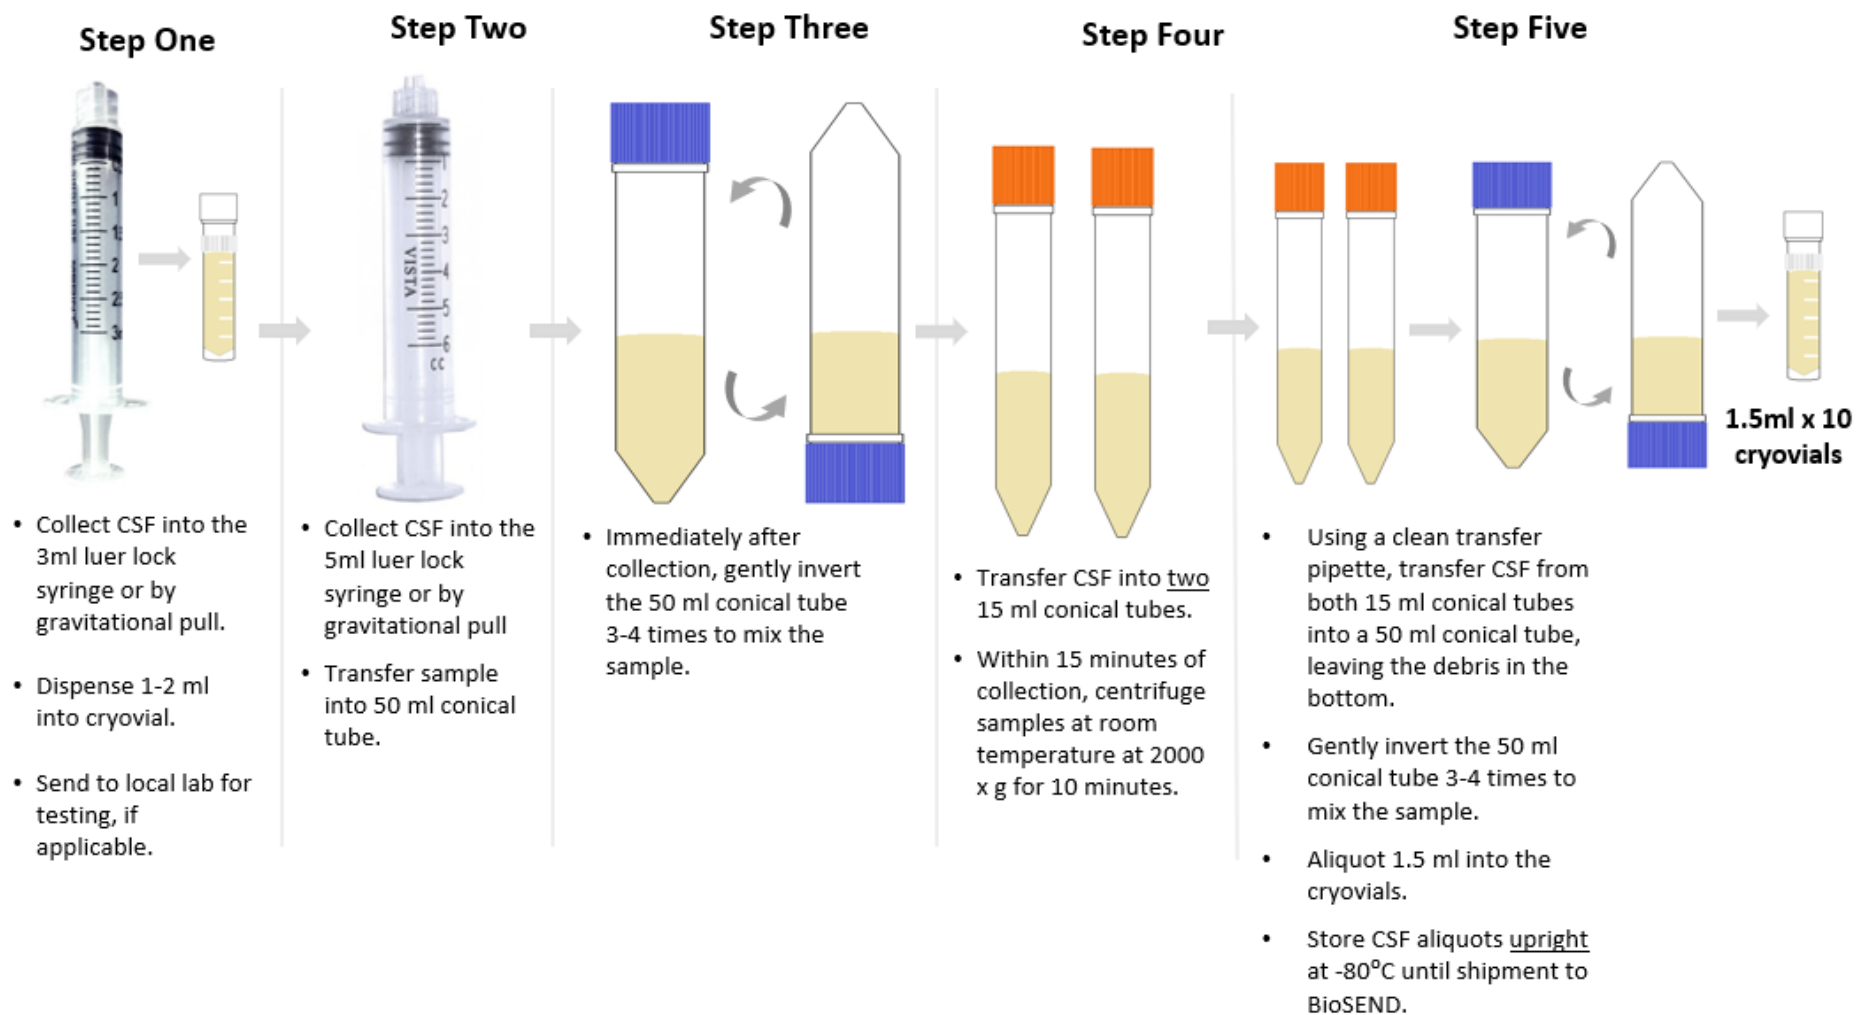 Step One
• Collect CSF into the
3ml luer lock
syringe or by
gravitational pull.
• Dispense 1-2 ml
into cryovial.
• Send to local lab for
testing, if
applicable.
Step Two
1
2
3
4
5
6
cc
VISTA
• Collect CSF into the
5ml luer lock
syringe or by
gravitational pull
• Transfer sample
into 50 ml conical
tube.
Step Three
• Immediately after
collection, gently invert
the 50 ml conical tube
3-4 times to mix the
sample.
Step Four
• Transfer CSF into two
15 ml conical tubes.
• Within 15 minutes of
collection, centrifuge
samples at room
temperature at 2000
x g for 10 minutes.
Step Five
1.5ml x 10
cryovials
• Using a clean transfer
pipette, transfer CSF from
both 15 ml conical tubes
into a 50 ml conical tube,
leaving the debris in the
bottom.
• Gently invert the 50 ml
conical tube 3-4 times to
mix the sample.
• Aliquot 1.5 ml into the
cryovials.
• Store CSF aliquots upright
at -80°C until shipment to
BioSEND.